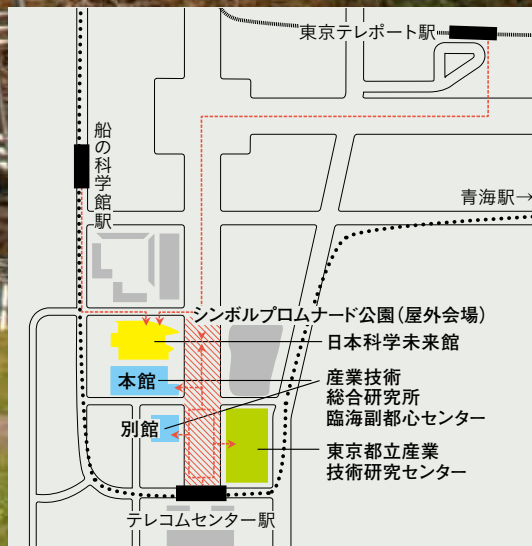 東京テレポート駅
船の科学館駅
青海駅→
シンボルプロムナード公園(屋外会場)
日本科学未来館
本館
産業技術
総合研究所
臨海副都心センター
別館
東京都立産業
技術研究センター
テレコムセンター駅